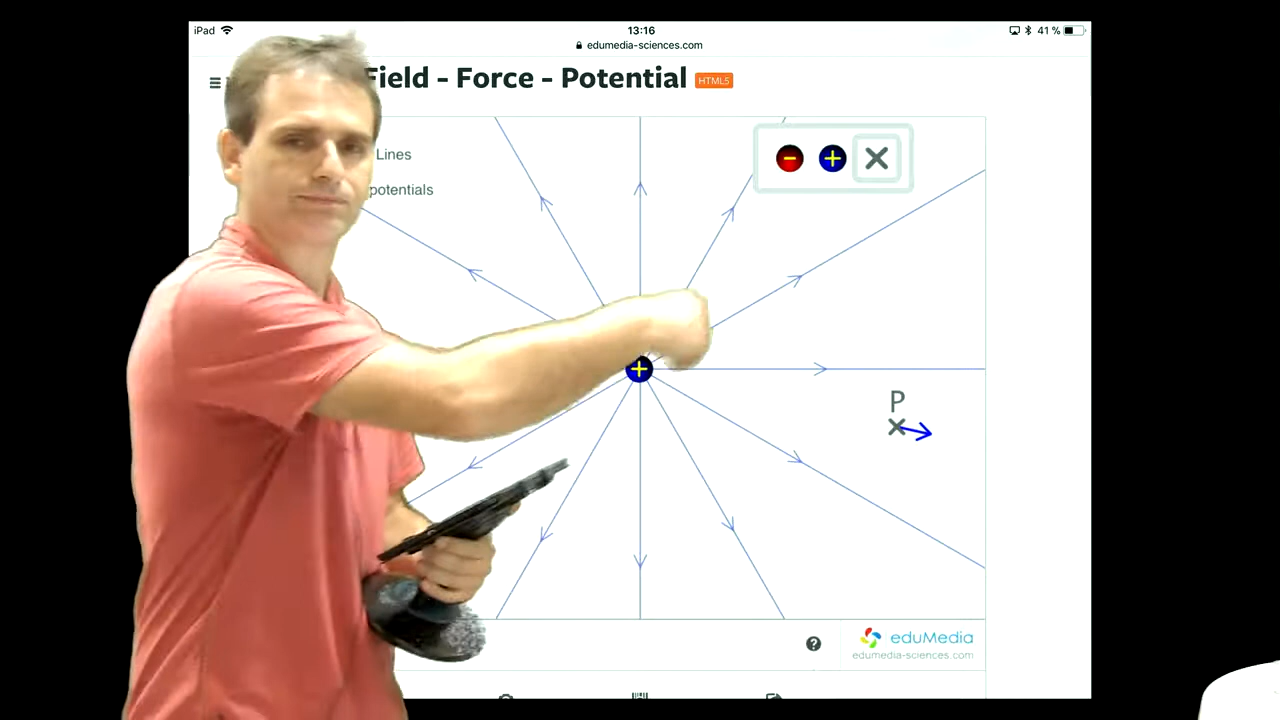 iPad
13:16
41 %
edumedia-sciences.com
Field - Force - Potential HTML5
Lines
potentials
P
eduMedia
edumedia-sciences.com